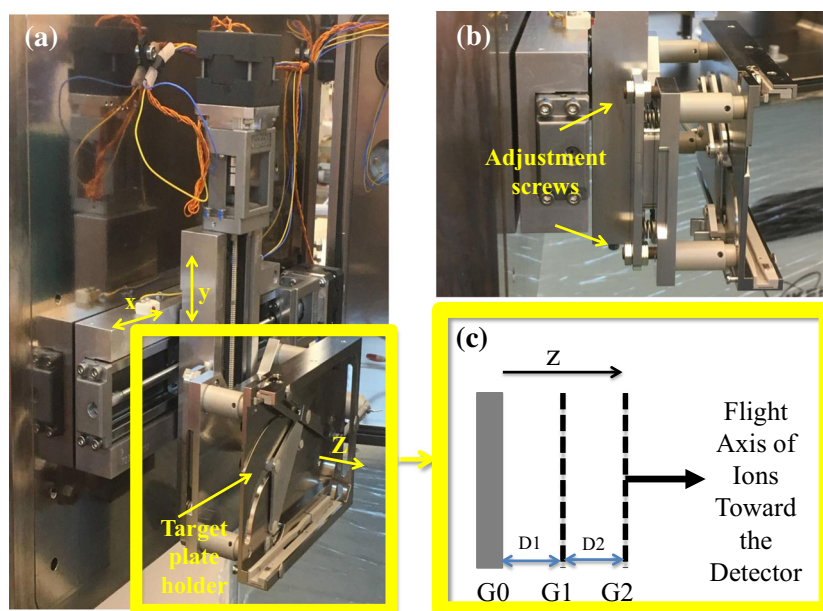 (a)
x
y
Z
Target
plate
holder
(b)
Adjustment
screws
(c)
Z
D1
D2
G0
G1
G2
Flight
Axis of
Ions
Toward
the
Detector